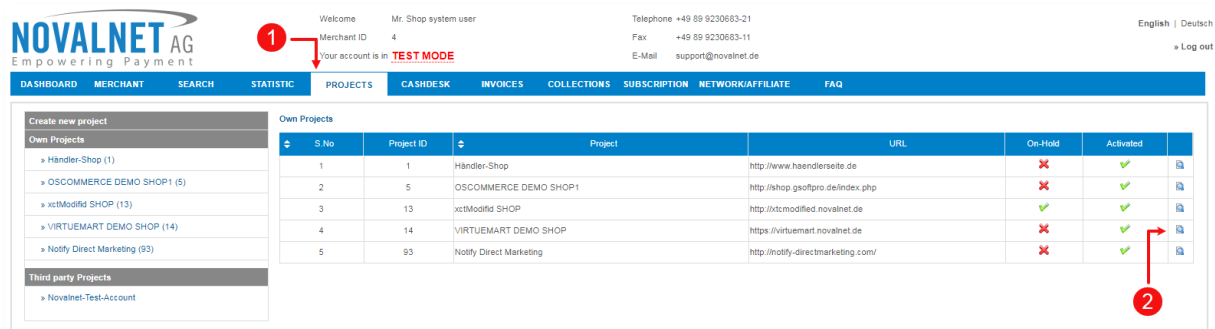 NOVALNET AG
Empowering Payment
Welcome Mr. Shop system user
Merchant ID 4
Your account is in TEST MODE
Telephone +49 89 9230683-21
Fax +49 89 9230683-11
E-Mail support@novalnet.de
English | Deutsch
» Log out
1
DASHBOARD MERCHANT SEARCH STATISTIC PROJECTS CASHDESK INVOICES COLLECTIONS SUBSCRIPTION NETWORK/AFFILIATE FAQ
Create new project
Own Projects
» Händler-Shop (1)
» OSCOMMERCE DEMO SHOP1 (5)
» xctModifid SHOP (13)
» VIRTUEMART DEMO SHOP (14)
» Notify Direct Marketing (93)
Third party Projects
» Novalnet-Test-Account
Own Projects
S.No Project ID Project URL On-Hold Activated
1 1 Händler-Shop http://www.haendlerseite.de
2 5 OSCOMMERCE DEMO SHOP1 http://shop.gsoftpro.de/index.php
3 13 xctModifid SHOP http://xtcmodified.novalnet.de
4 14 VIRTUEMART DEMO SHOP https://virtuemart.novalnet.de
5 93 Notify Direct Marketing http://notify-directmarketing.com/
2